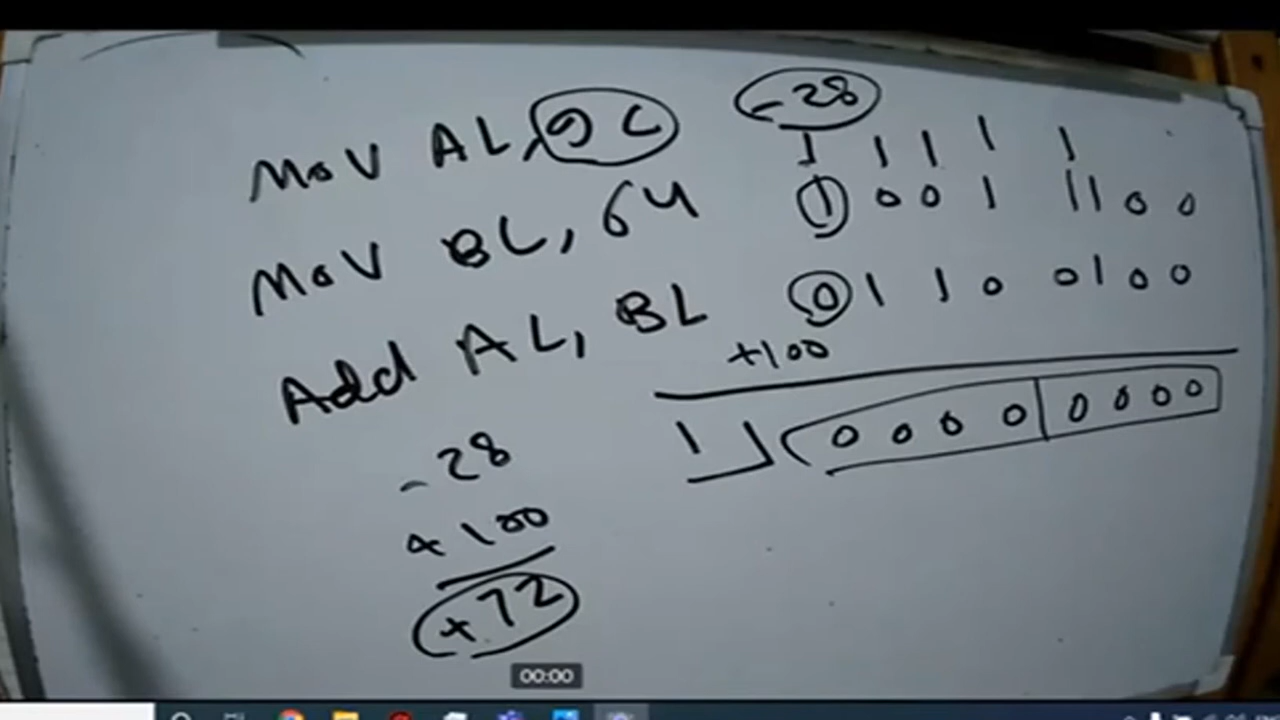 MOV AL, 9C
MOV BL, 64
Add AL, BL
- 28
+ 100
+ 72
- 28
1 1 1 1 1
1 0 0 1 1 1 0 0
0 1 1 0 0 1 0 0
+100
1 0 0 0 0 0 0 0 0
00:00